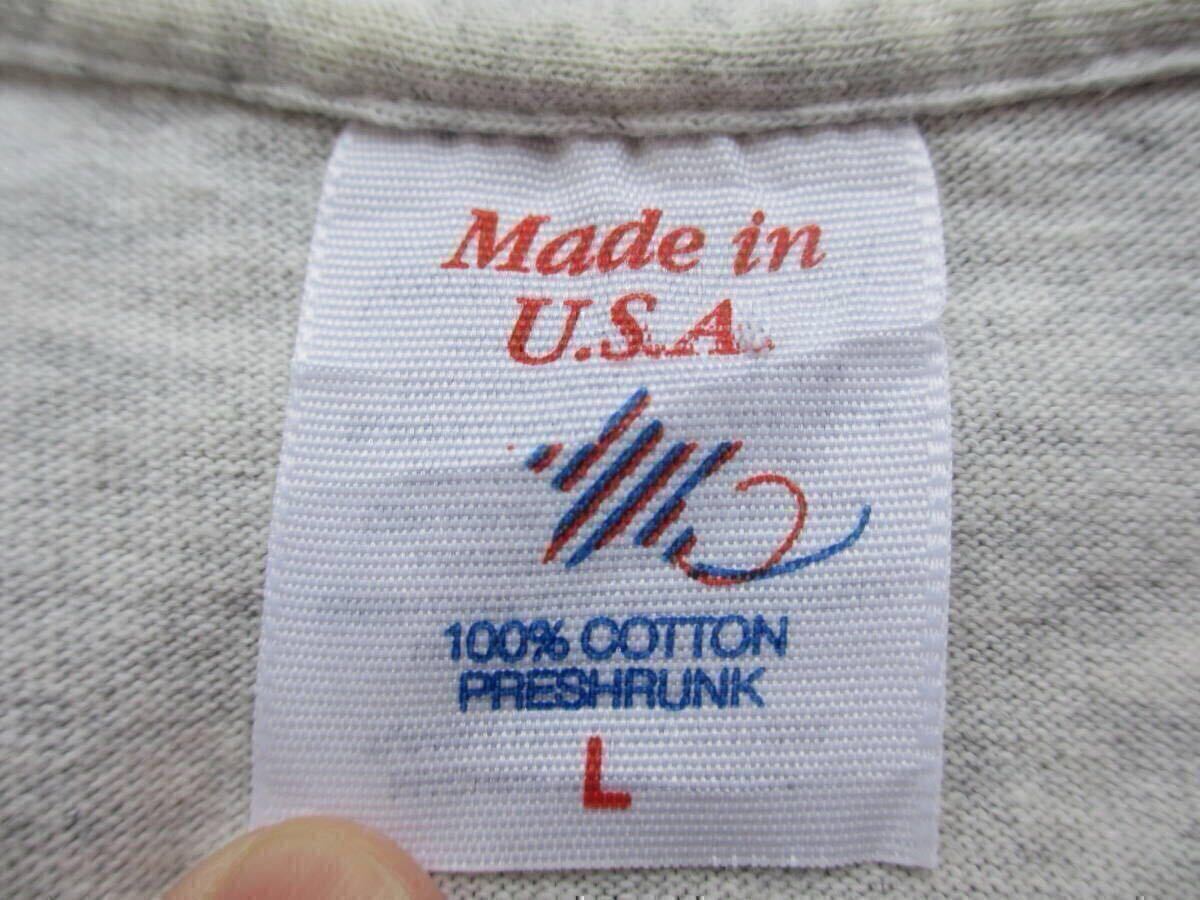 Made in
U.S.A.
100% COTTON
PRESHRUNK
L